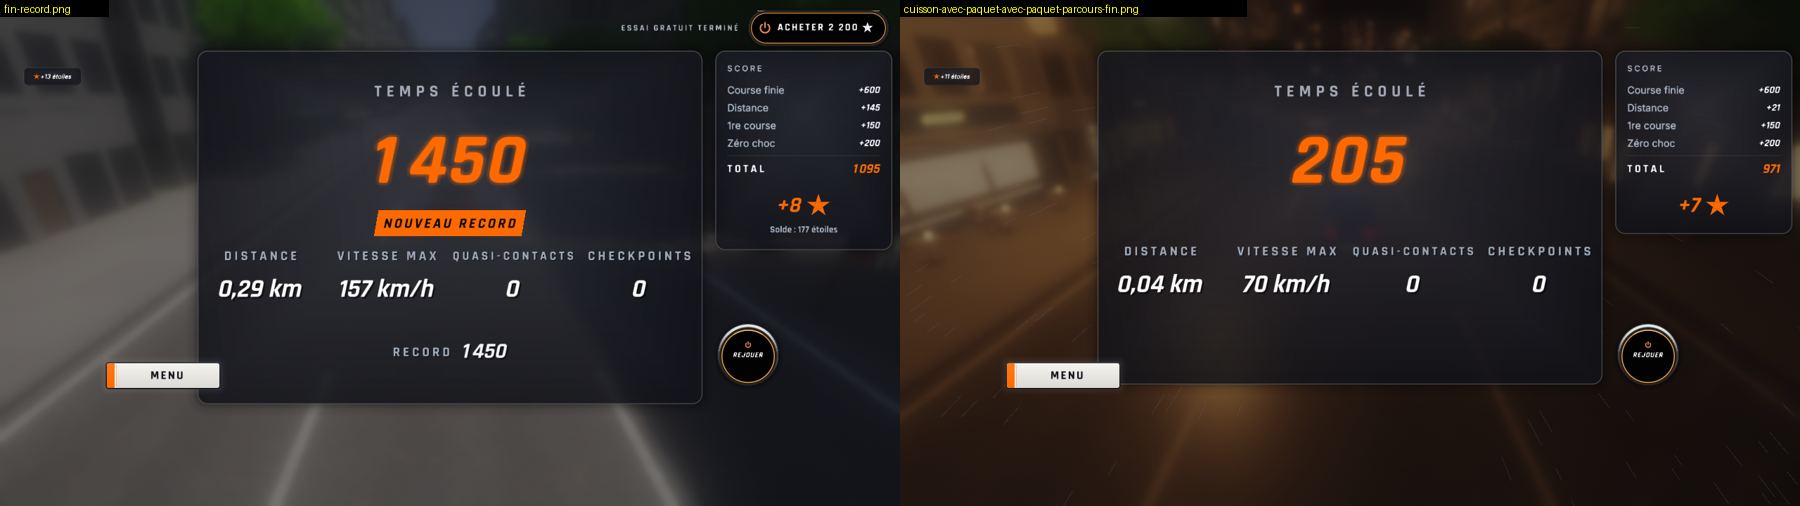 fin-record.png
ESSAI GRATUIT TERMINÉ
ACHETER 2 200 ★
★+13 étoiles
TEMPS ÉCOULÉ
1 450
NOUVEAU RECORD
DISTANCE VITESSE MAX QUASI-CONTACTS CHECKPOINTS
0,29 km 157 km/h 0 0
RECORD 1 450
MENU
SCORE
Course finie +600
Distance +145
1re course +150
Zéro choc +200
TOTAL 1 095
+8 ★
Solde : 177 étoiles
REJOUER
cuisson-avec-paquet-avec-paquet-parcours-fin.png
★+11 étoiles
TEMPS ÉCOULÉ
205
DISTANCE VITESSE MAX QUASI-CONTACTS CHECKPOINTS
0,04 km 70 km/h 0 0
MENU
SCORE
Course finie +600
Distance +21
1re course +150
Zéro choc +200
TOTAL 971
+7 ★
REJOUER